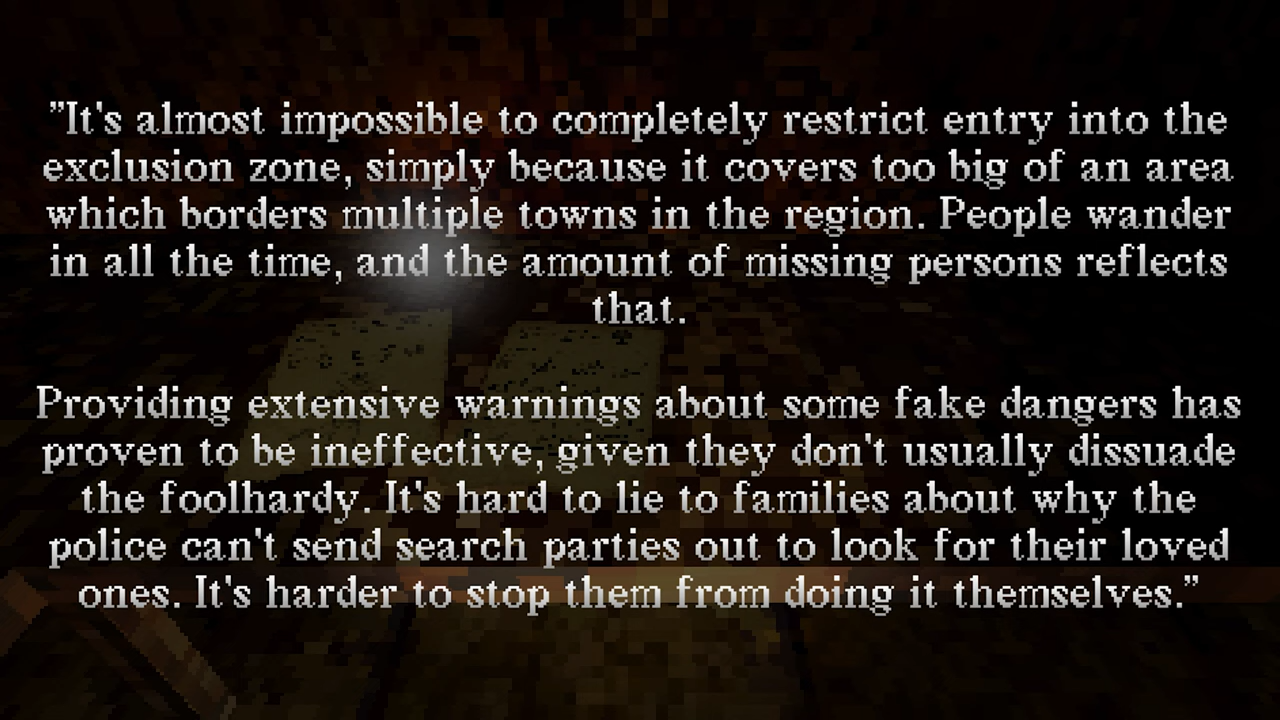 "It's almost impossible to completely restrict entry into the
exclusion zone, simply because it covers too big of an area
which borders multiple towns in the region. People wander
in all the time, and the amount of missing persons reflects
that.
Providing extensive warnings about some fake dangers has
proven to be ineffective, given they don't usually dissuade
the foolhardy. It's hard to lie to families about why the
police can't send search parties out to look for their loved
ones. It's harder to stop them from doing it themselves."